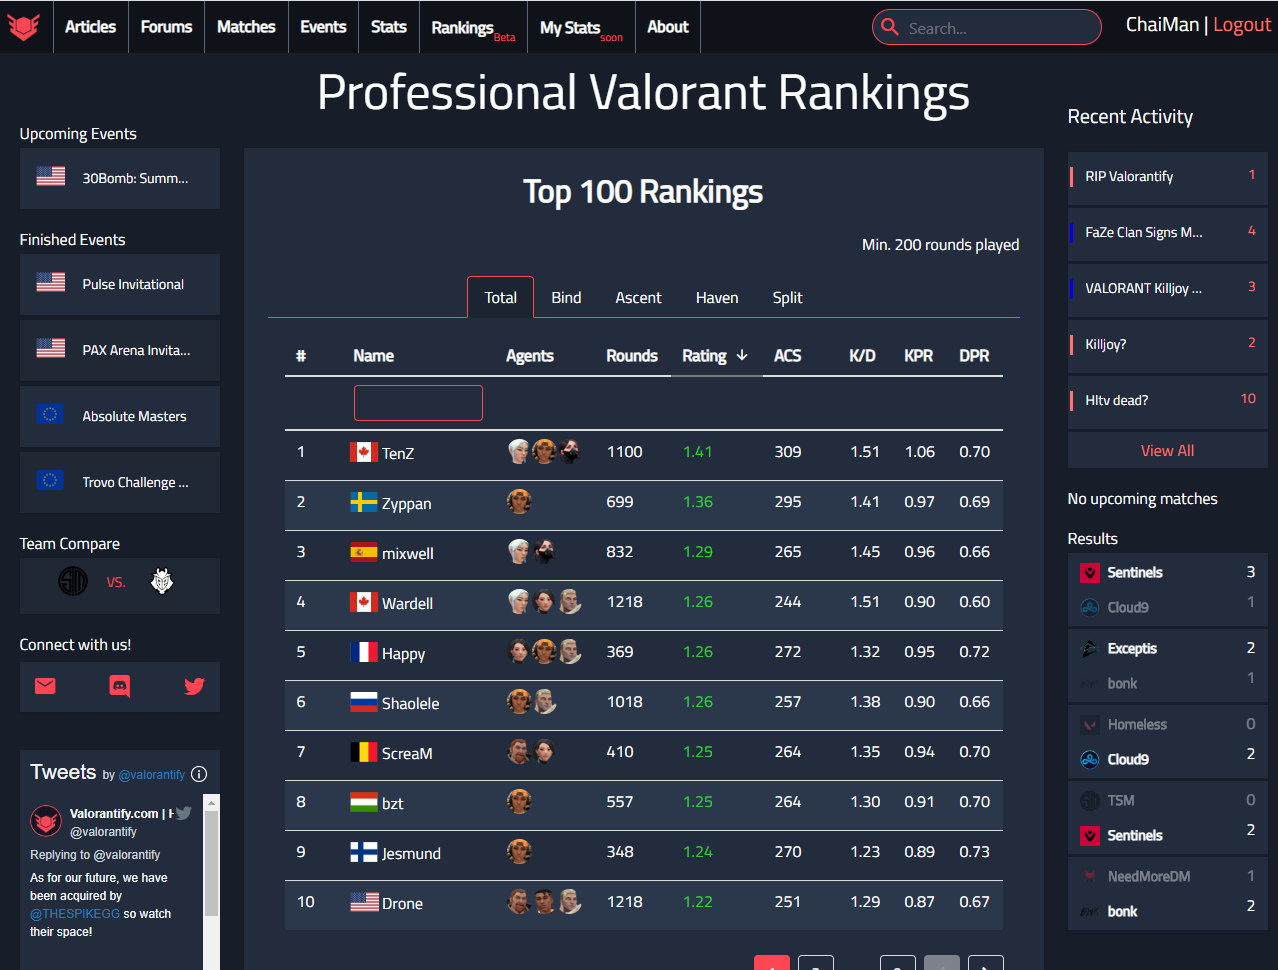 Articles
Forums
Matches
Events
Stats
Rankings Beta
My Stats soon
About
Search...
ChaiMan | Logout
Professional Valorant Rankings
Upcoming Events
30Bomb: Summ...
Finished Events
Pulse Invitational
PAX Arena Invita...
Absolute Masters
Trovo Challenge ...
Team Compare
VS.
Connect with us!
Tweets by @valorantify
Valorantify.com |
@valorantify
Replying to @valorantify
As for our future, we have
been acquired by
@THESPIKEGG so watch
their space!
Top 100 Rankings
Min. 200 rounds played
Total Bind Ascent Haven Split
# Name Agents Rounds Rating ACS K/D KPR DPR
1 TenZ 1100 1.41 309 1.51 1.06 0.70
2 Zyppan 699 1.36 295 1.41 0.97 0.69
3 mixwell 832 1.29 265 1.45 0.96 0.66
4 Wardell 1218 1.26 244 1.51 0.90 0.60
5 Happy 369 1.26 272 1.32 0.95 0.72
6 Shaolele 1018 1.26 257 1.38 0.90 0.66
7 ScreaM 410 1.25 264 1.35 0.94 0.70
8 bzt 557 1.25 264 1.30 0.91 0.70
9 Jesmund 348 1.24 270 1.23 0.89 0.73
10 Drone 1218 1.22 251 1.29 0.87 0.67
Recent Activity
RIP Valorantify 1
FaZe Clan Signs M... 4
VALORANT Killjoy ... 3
Killjoy? 2
Hltv dead? 10
View All
No upcoming matches
Results
Sentinels 3
Cloud9 1
Exceptis 2
bonk 1
Homeless 0
Cloud9 2
TSM 0
Sentinels 2
NeedMoreDM 1
bonk 2